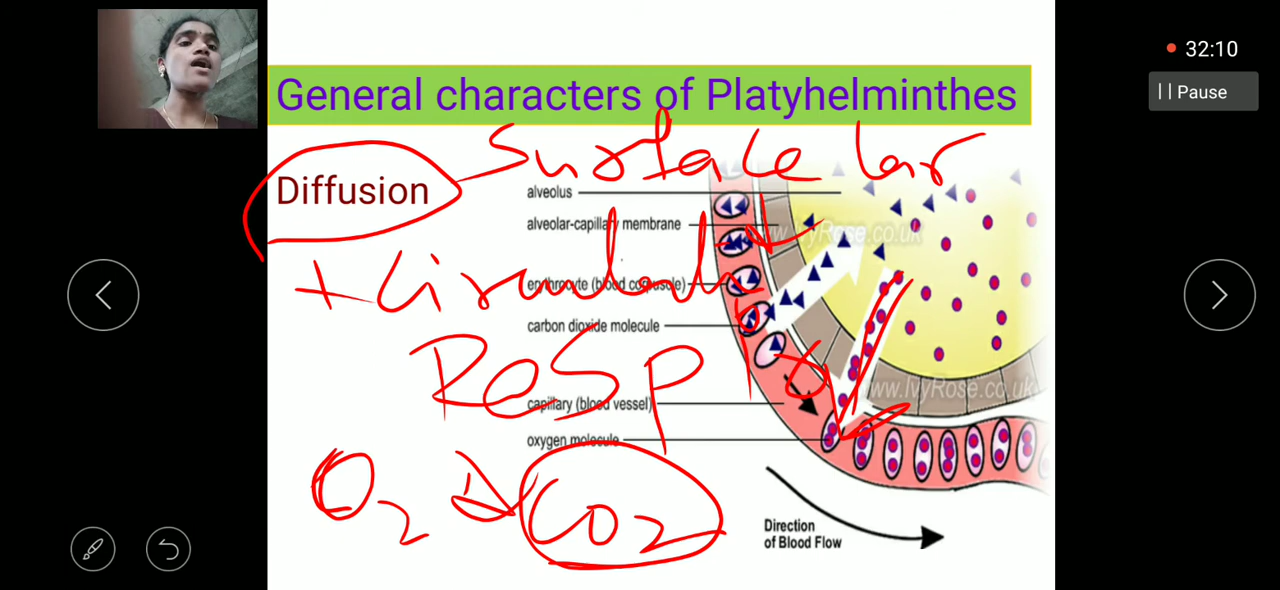 32:10
|| Pause
General characters of Platyhelminthes
Surface lar
Diffusion
alveolus
alveolar-capillary membrane
www.IvyRose.co.uk
+ Circulat
erythrocyte (blood corpuscle)
carbon dioxide molecule
Resp
www.IvyRose.co.uk
capillary (blood vessel)
oxygen molecule
O2 & CO2
Direction
of Blood Flow